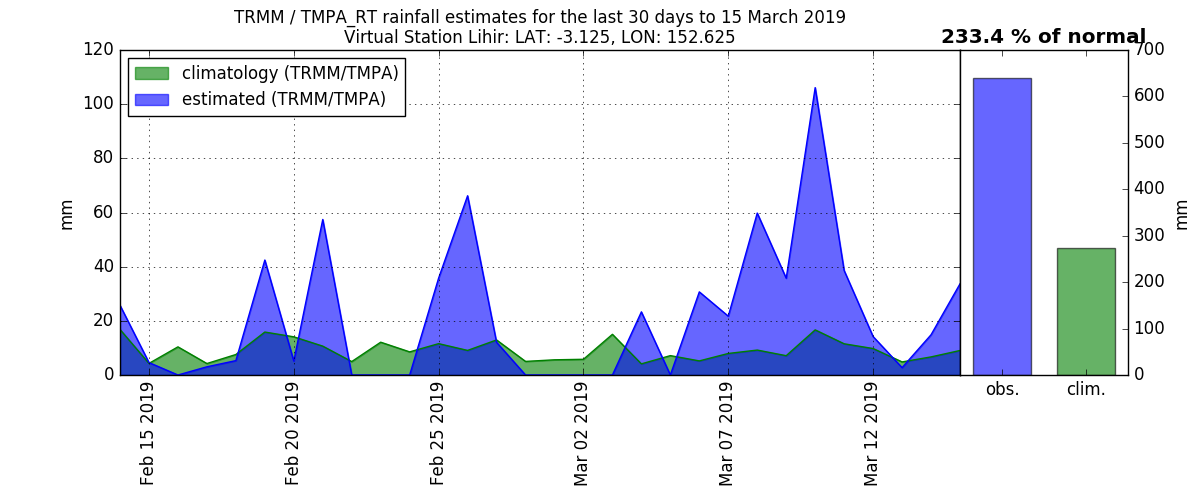 TRMM / TMPA_RT rainfall estimates for the last 30 days to 15 March 2019
Virtual Station Lihir: LAT: -3.125, LON: 152.625
233.4 % of normal
climatology (TRMM/TMPA)
estimated (TRMM/TMPA)
mm
120
100
80
60
40
20
0
Feb 15 2019
Feb 20 2019
Feb 25 2019
Mar 02 2019
Mar 07 2019
Mar 12 2019
obs.
clim.
700
600
500
400
300
200
100
0
mm